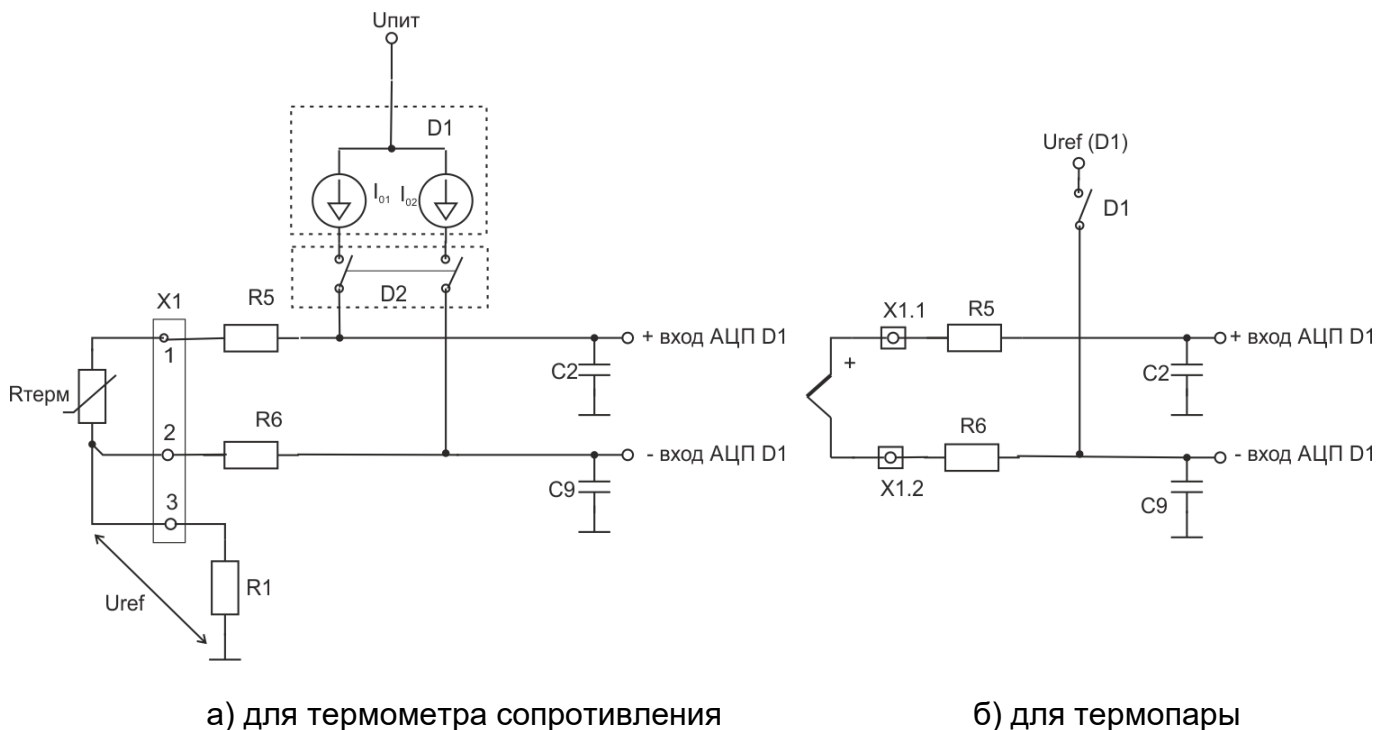 Uпит
D1
I01 I02
D2
X1
R5
+ вход АЦП D1
1
C2
Rтерм
2
R6
- вход АЦП D1
3
C9
R1
Uref
а) для термометра сопротивления
Uref (D1)
D1
X1.1
R5
+
+ вход АЦП D1
C2
R6
- вход АЦП D1
X1.2
C9
б) для термопары